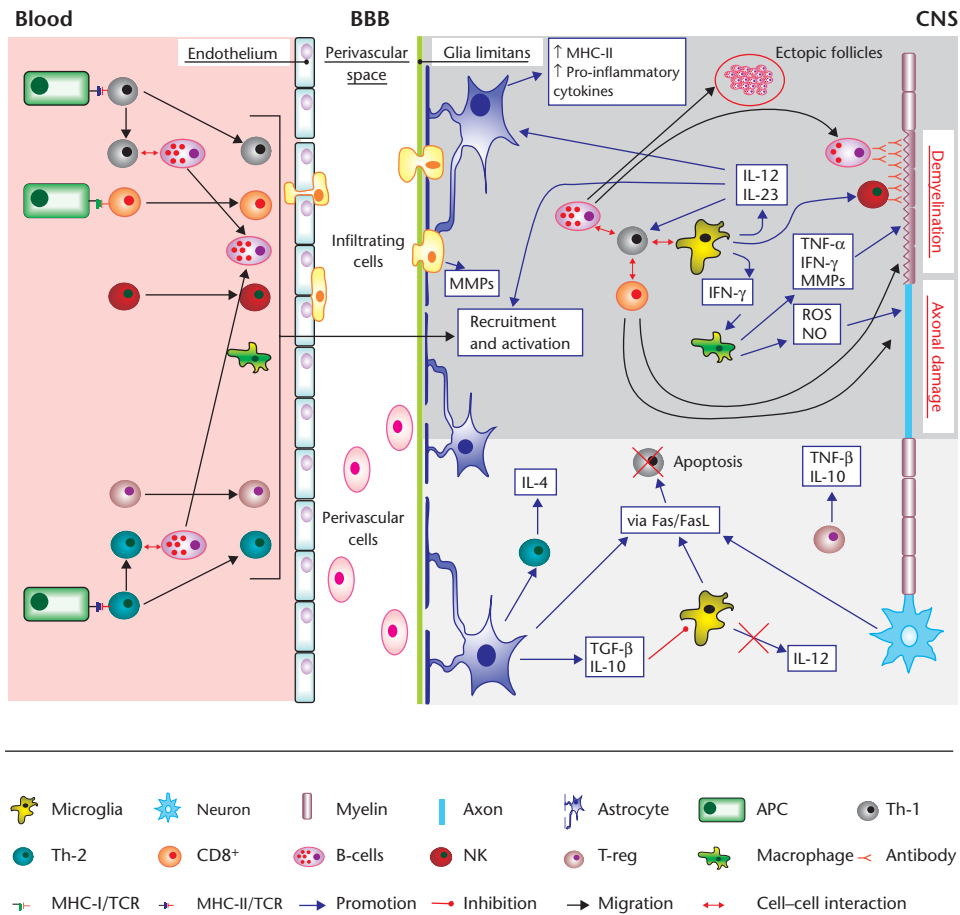 Blood
BBB
CNS
Endothelium
Perivascular
space
Glia limitans
↑ MHC-II
↑ Pro-inflammatory
cytokines
Ectopic follicles
IL-12
IL-23
Demyelination
Infiltrating
cells
MMPs
TNF-α
IFN-γ
MMPs
IFN-γ
Recruitment
and activation
ROS
NO
Axonal damage
Apoptosis
TNF-β
IL-10
IL-4
via Fas/FasL
Perivascular
cells
TGF-β
IL-10
IL-12
Microglia
Neuron
Myelin
Axon
Astrocyte
APC
Th-1
Th-2
CD8+
B-cells
NK
T-reg
Macrophage
Antibody
MHC-I/TCR
MHC-II/TCR
Promotion
Inhibition
Migration
Cell–cell interaction